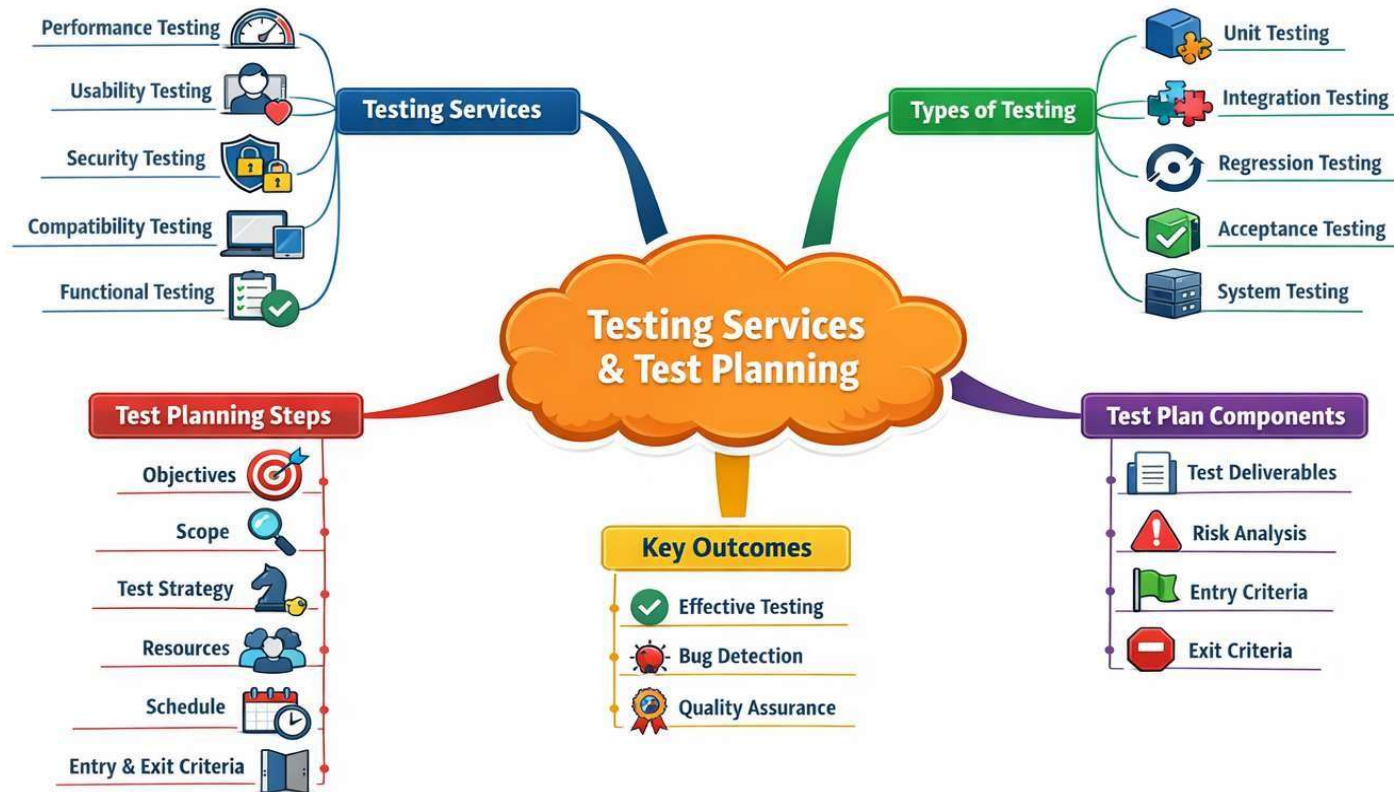 Testing Services
& Test Planning
Testing Services
Performance Testing
Usability Testing
Security Testing
Compatibility Testing
Functional Testing
Types of Testing
Unit Testing
Integration Testing
Regression Testing
Acceptance Testing
System Testing
Test Planning Steps
Objectives
Scope
Test Strategy
Resources
Schedule
Entry & Exit Criteria
Key Outcomes
Effective Testing
Bug Detection
Quality Assurance
Test Plan Components
Test Deliverables
Risk Analysis
Entry Criteria
Exit Criteria